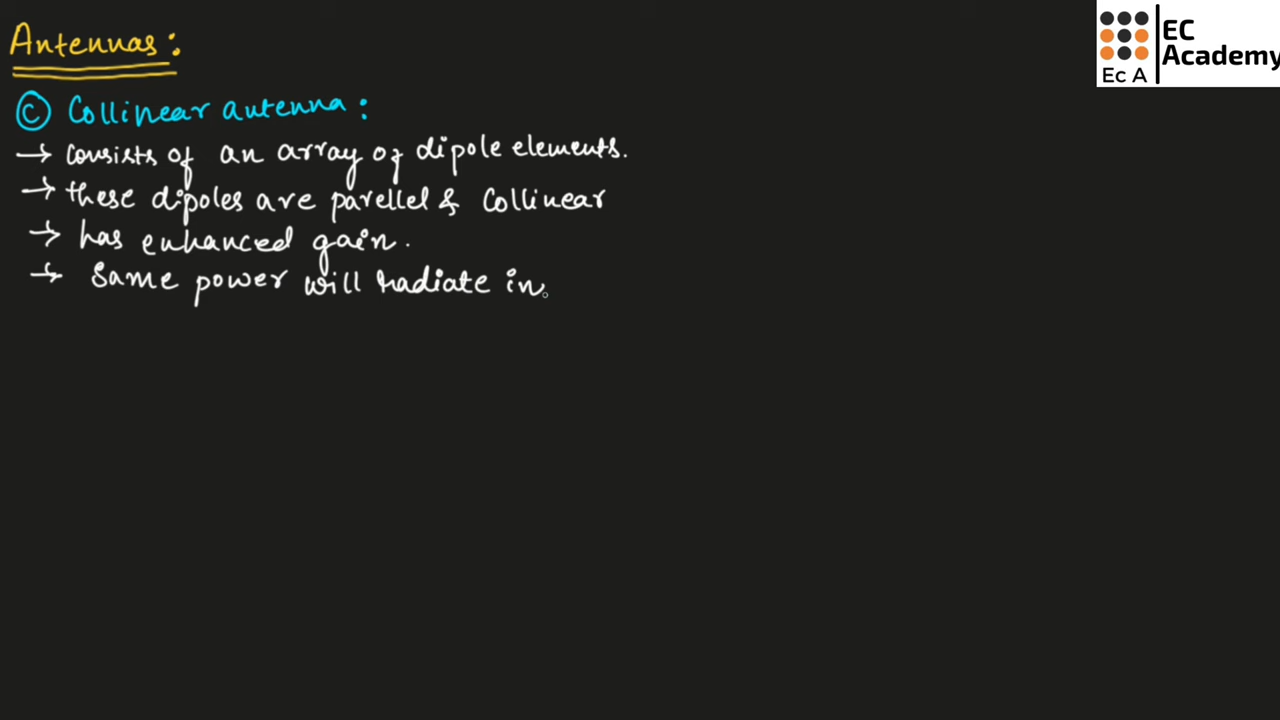 Antennas:
EC
Academy
Ec A
C Collinear antenna:
→ Consists of an array of dipole elements.
→ these dipoles are parellel & Collinear
→ has enhanced gain.
→ Same power will radiate in